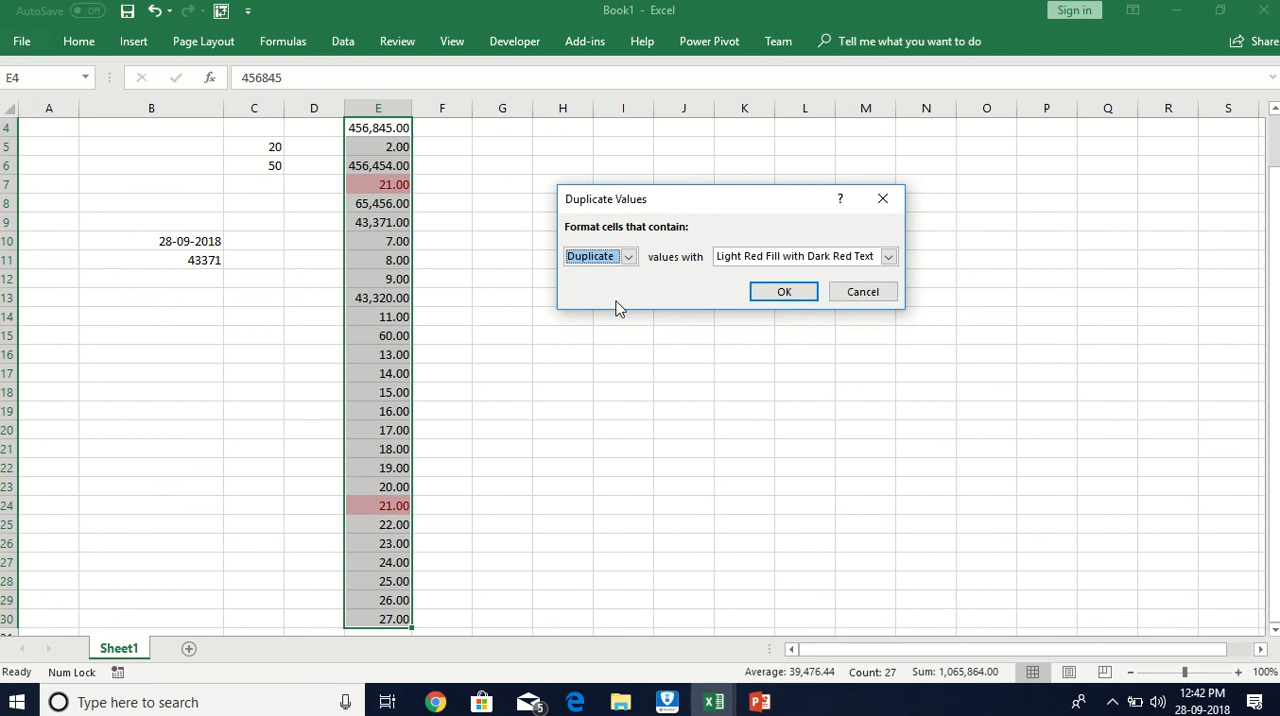 AutoSave Off
Book1 - Excel
Sign in
File Home Insert Page Layout Formulas Data Review View Developer Add-ins Help Power Pivot Team Tell me what you want to do Share
E4 fx 456845
A B C D E F G H I J K L M N O P Q R S
4 456,845.00
5 20 2.00
6 50 456,454.00
7 21.00
8 65,456.00
9 43,371.00
10 28-09-2018 7.00
11 43371 8.00
12 9.00
13 43,320.00
14 11.00
15 60.00
16 13.00
17 14.00
18 15.00
19 16.00
20 17.00
21 18.00
22 19.00
23 20.00
24 21.00
25 22.00
26 23.00
27 24.00
28 25.00
29 26.00
30 27.00
Duplicate Values ?
Format cells that contain:
Duplicate values with Light Red Fill with Dark Red Text
OK Cancel
Sheet1
Ready Num Lock Average: 39,476.44 Count: 27 Sum: 1,065,864.00 100%
Type here to search 5 12:42 PM
28-09-2018